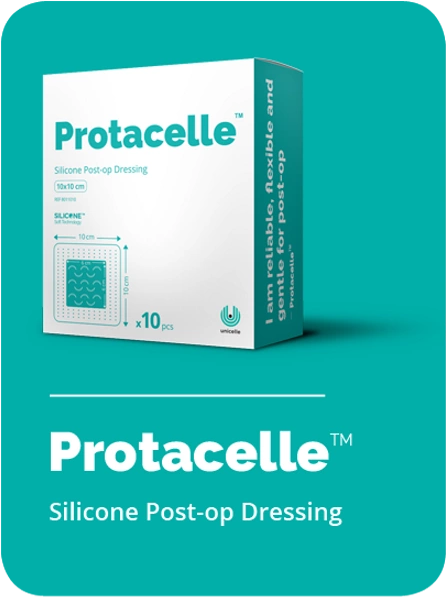 Protacelle™
Silicone Post-op Dressing
10x10 cm
SILICONE™
Soft Technology
10 cm
10 cm
x10 pcs
unicelle
I am reliable, flexible and
gentle for post-op
– Protacelle™
Protacelle™
Silicone Post-op Dressing